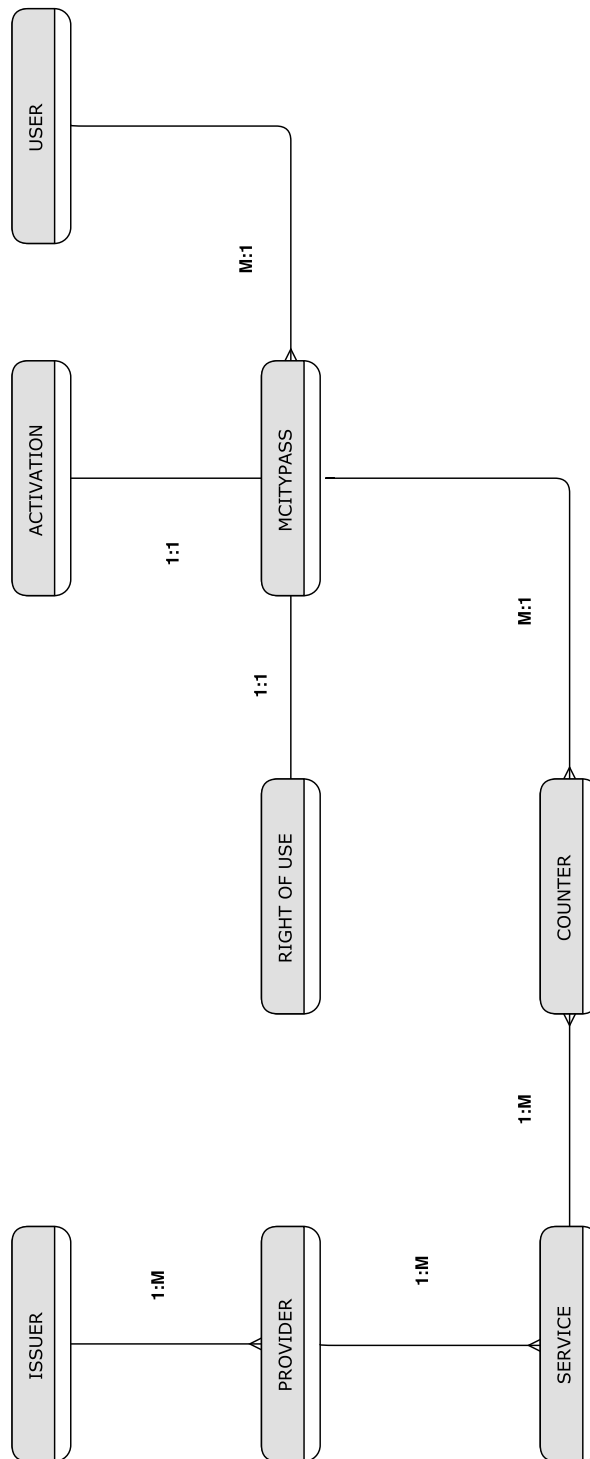 ISSUER
ACTIVATION
USER
1:M
1:1
M:1
PROVIDER
RIGHT OF USE
1:1
MCITYPASS
1:M
1:M
M:1
SERVICE
COUNTER